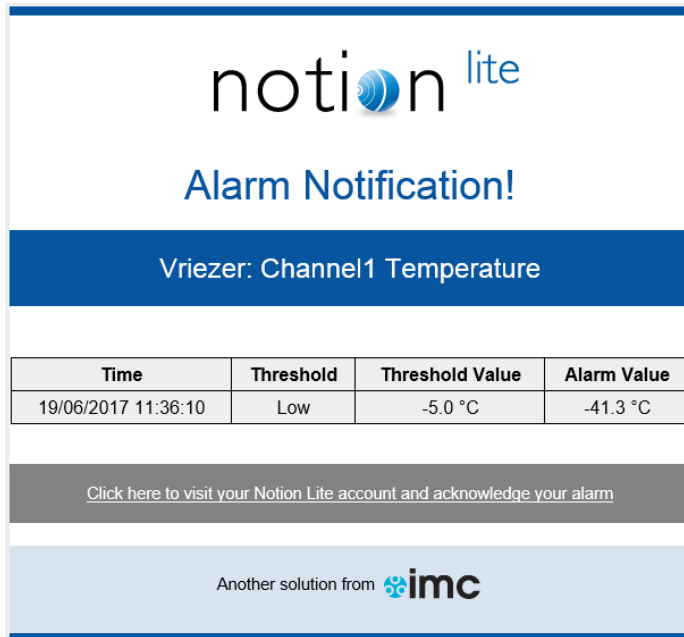 notion lite
Alarm Notification!
Vriezer: Channel1 Temperature
Time Threshold Threshold Value Alarm Value
19/06/2017 11:36:10 Low -5.0 °C -41.3 °C
Click here to visit your Notion Lite account and acknowledge your alarm
Another solution from imc